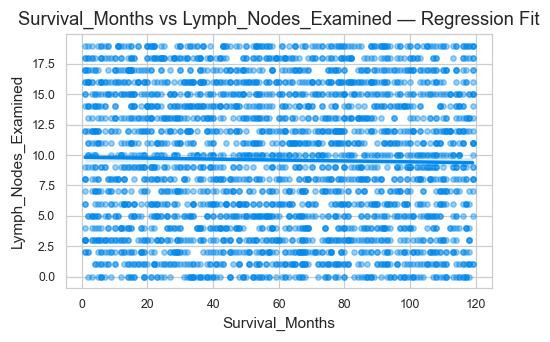 Survival_Months vs Lymph_Nodes_Examined — Regression Fit
Lymph_Nodes_Examined
17.5
15.0
12.5
10.0
7.5
5.0
2.5
0.0
0 20 40 60 80 100 120
Survival_Months